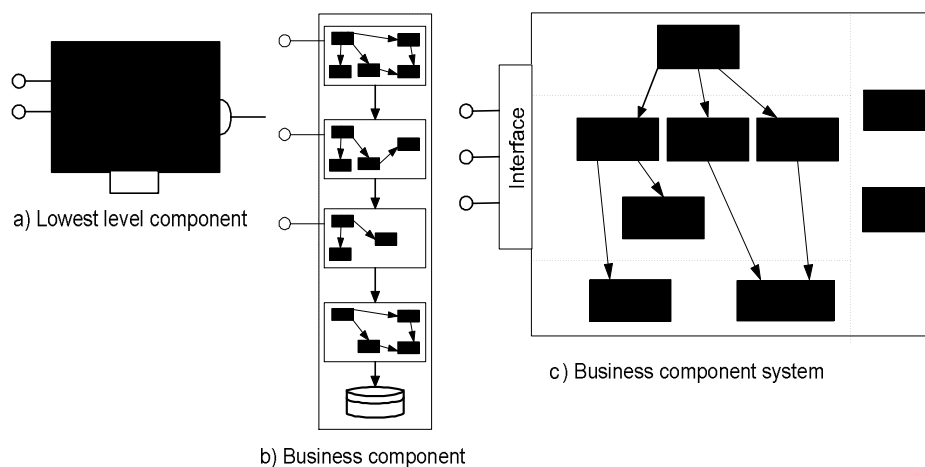 a) Lowest level component
b) Business component
Interface
c) Business component system